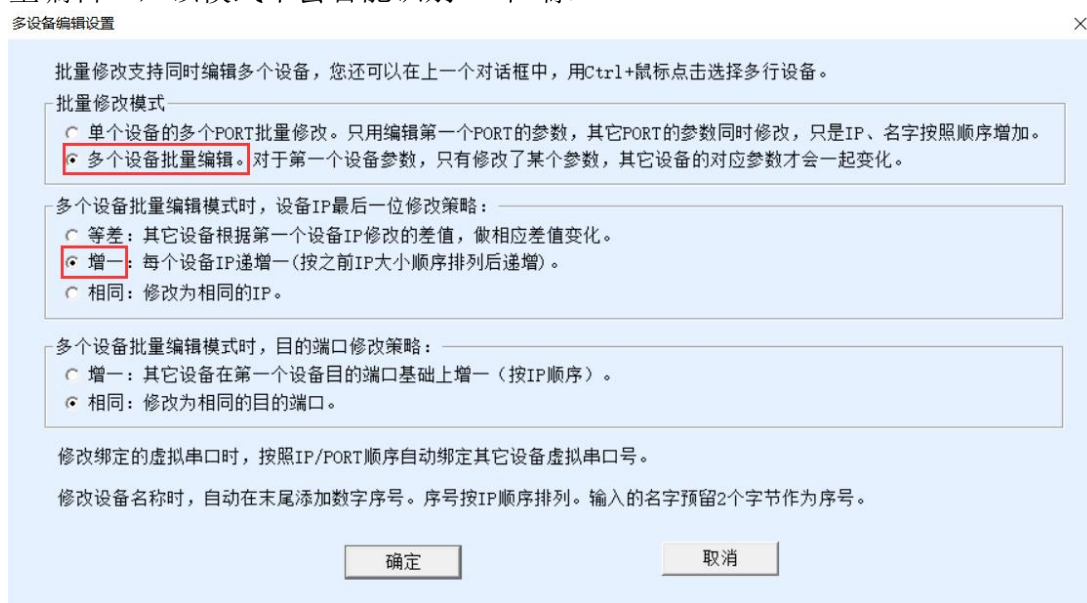 多设备编辑设置
批量修改支持同时编辑多个设备，您还可以在上一个对话框中，用Ctrl+鼠标点击选择多行设备。
批量修改模式
单个设备的多个PORT批量修改。只用编辑第一个PORT的参数，其它PORT的参数同时修改，只是IP、名字按照顺序增加。
多个设备批量编辑。对于第一个设备参数，只有修改了某个参数，其它设备的对应参数才会一起变化。
多个设备批量编辑模式时，设备IP最后一位修改策略：
等差：其它设备根据第一个设备IP修改的差值，做相应差值变化。
增一：每个设备IP递增一(按之前IP大小顺序排列后递增)。
相同：修改为相同的IP。
多个设备批量编辑模式时，目的端口修改策略：
增一：其它设备在第一个设备目的端口基础上增一（按IP顺序）。
相同：修改为相同的目的端口。
修改绑定的虚拟串口时，按照IP/PORT顺序自动绑定其它设备虚拟串口号。
修改设备名称时，自动在末尾添加数字序号。序号按IP顺序排列。输入的名字预留2个字节作为序号。
确定 取消